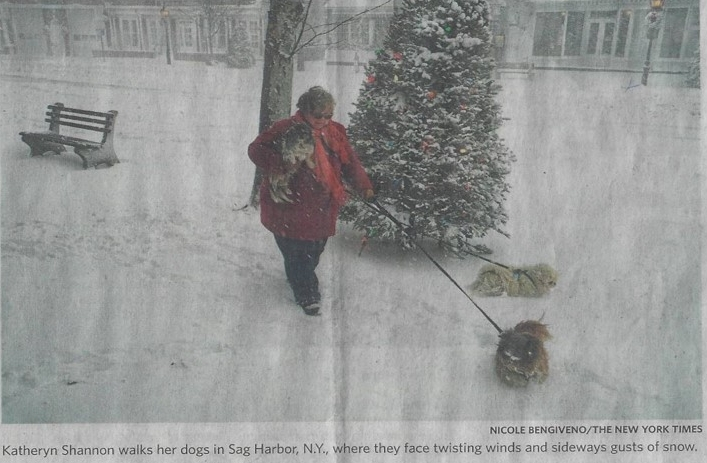 NICOLE BENGIVENO/THE NEW YORK TIMES
Katheryn Shannon walks her dogs in Sag Harbor, N.Y., where they face twisting winds and sideways gusts of snow.